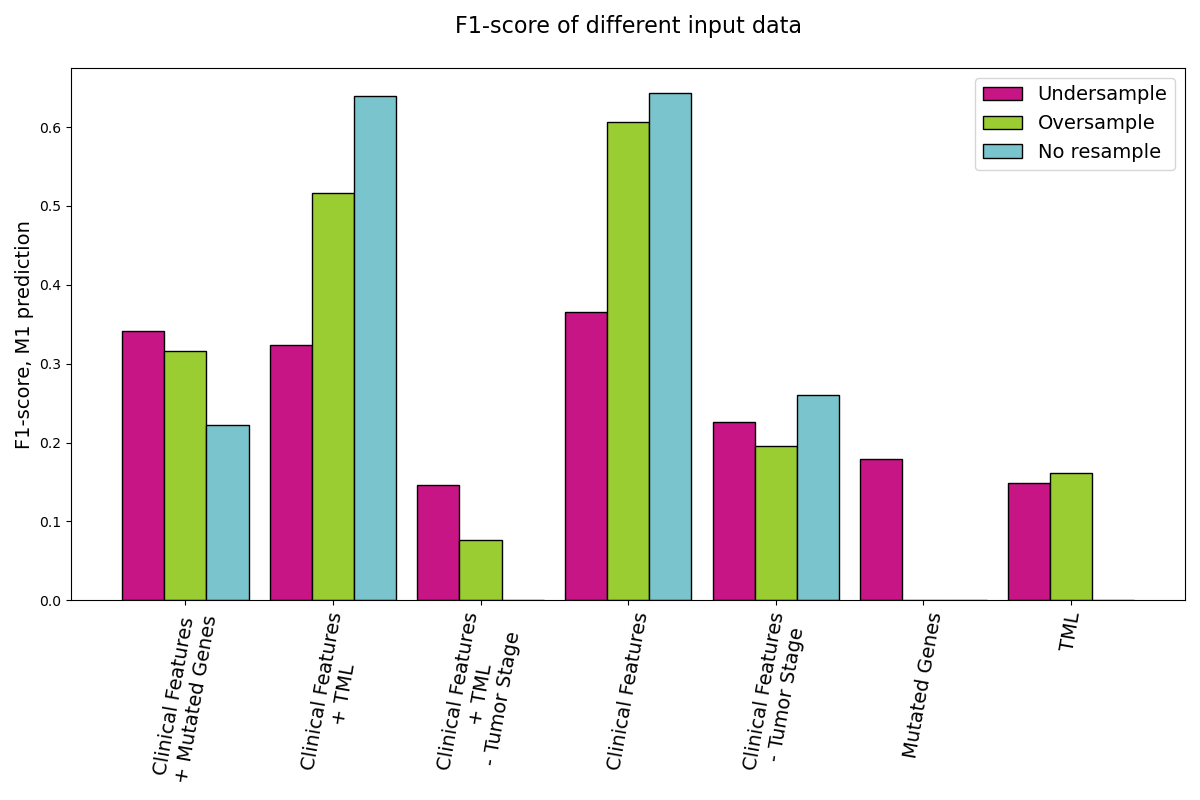 F1-score of different input data
F1-score, M1 prediction
0.6
0.5
0.4
0.3
0.2
0.1
0.0
Undersample
Oversample
No resample
Clinical Features
+ Mutated Genes
Clinical Features
+ TML
Clinical Features
+ TML
- Tumor Stage
Clinical Features
Clinical Features
- Tumor Stage
Mutated Genes
TML